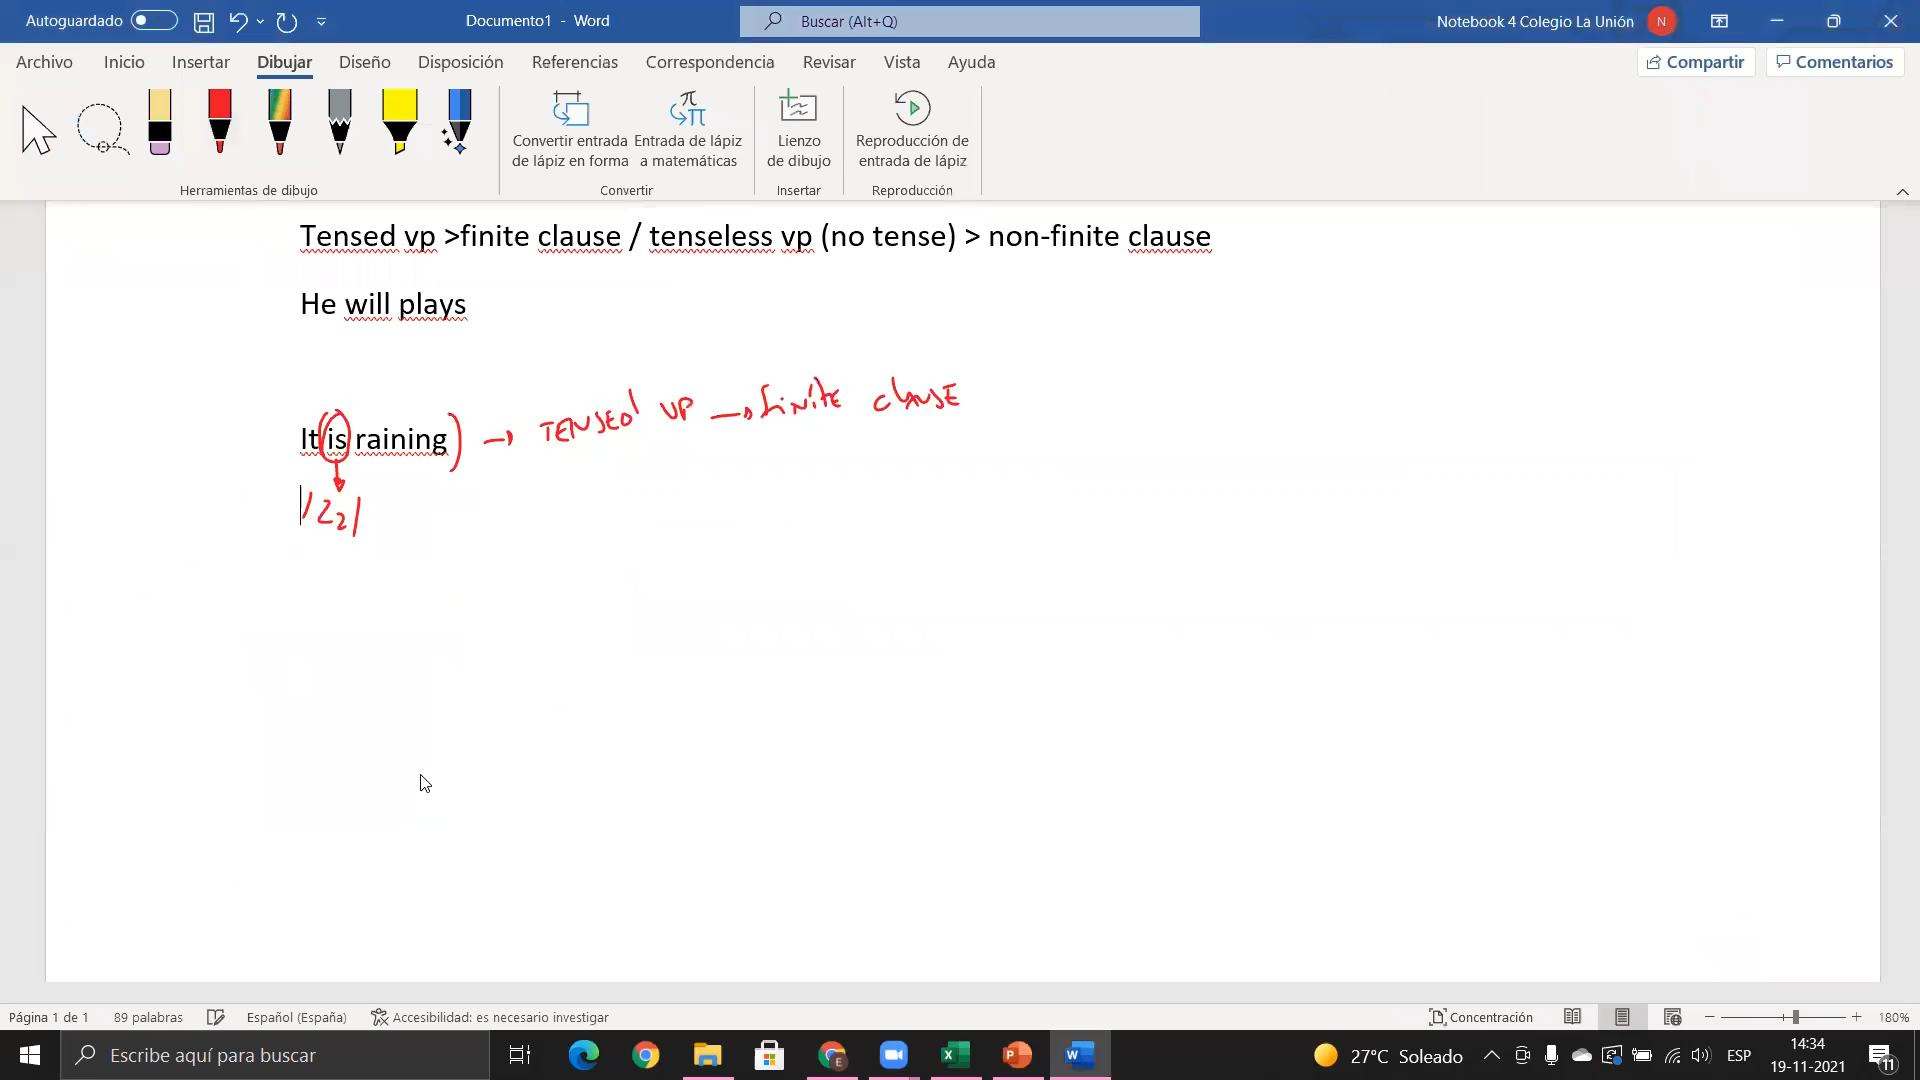 Autoguardado
Documento1 - Word
Buscar (Alt+Q)
Notebook 4 Colegio La Unión
N
Archivo Inicio Insertar Dibujar Diseño Disposición Referencias Correspondencia Revisar Vista Ayuda
Compartir
Comentarios
Convertir entrada de lápiz en forma
Entrada de lápiz a matemáticas
Lienzo de dibujo
Reproducción de entrada de lápiz
Herramientas de dibujo
Convertir
Insertar
Reproducción
Tensed vp >finite clause / tenseless vp (no tense) > non-finite clause
He will plays
It is raining) → TENSED VP → finite clause
/Z2/
Página 1 de 1
89 palabras
Español (España)
Accesibilidad: es necesario investigar
Concentración
180%
Escribe aquí para buscar
27°C Soleado
ESP
14:34
19-11-2021
11